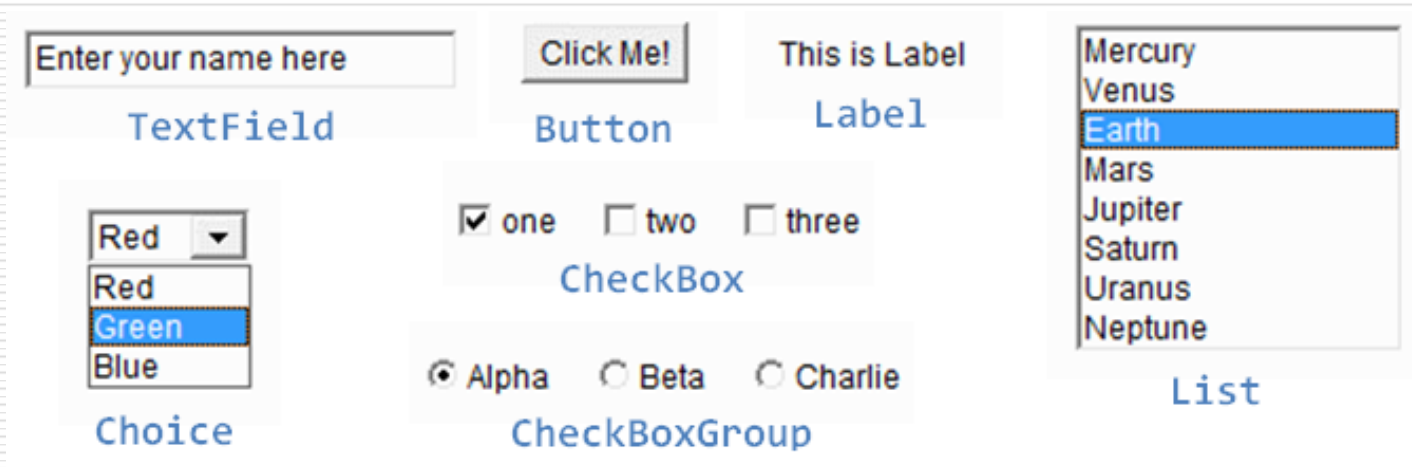 Enter your name here
TextField
Click Me!
Button
This is Label
Label
Mercury
Venus
Earth
Mars
Jupiter
Saturn
Uranus
Neptune
List
Red
Red
Green
Blue
Choice
one two three
CheckBox
Alpha Beta Charlie
CheckBoxGroup